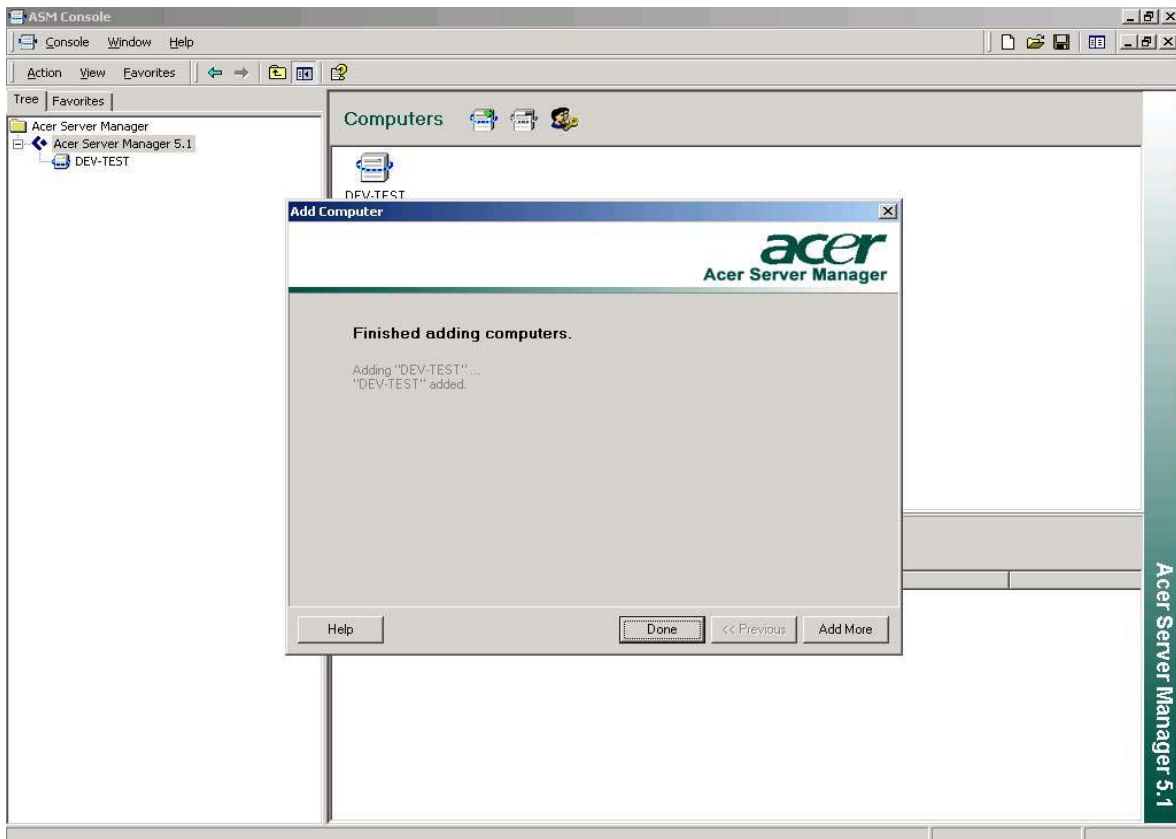 ASM Console
Console Window Help
Action View Favorites
Tree Favorites
Acer Server Manager
Acer Server Manager 5.1
DEV-TEST
Computers
DEV-TEST
Add Computer
acer
Acer Server Manager
Finished adding computers.
Adding "DEV-TEST" ...
"DEV-TEST" added.
Help Done << Previous Add More
Acer Server Manager 5.1